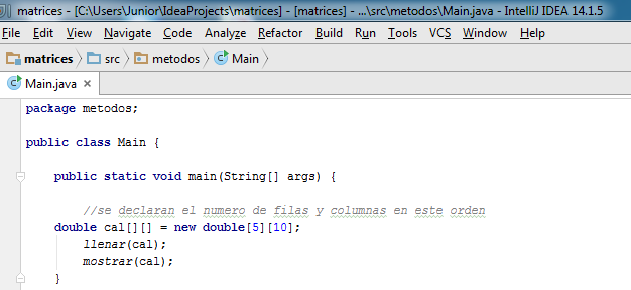 matrices - [C:\Users\Junior\IdeaProjects\matrices] - [matrices] - ...\src\metodos\Main.java - IntelliJ IDEA 14.1.5
File Edit View Navigate Code Analyze Refactor Build Run Tools VCS Window Help
matrices src metodos Main
Main.java
package metodos;
public class Main {
public static void main(String[] args) {
//se declaran el numero de filas y columnas en este orden
double cal[][] = new double[5][10];
llenar(cal);
mostrar(cal);
}